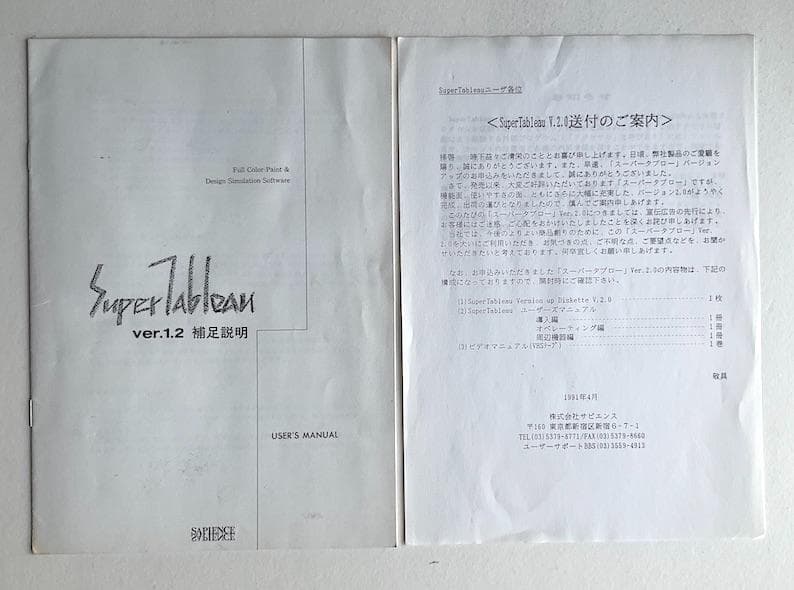 Full Color Paint &
Design Simulation Software
SuperTableau
ver.1.2 補足説明
USER'S MANUAL
SAPIENCE
SuperTableauユーザ各位
＜SuperTableau V.2.0送付のご案内＞
拝啓　時下益々ご清栄のこととお喜び申し上げます。日頃、弊社製品のご愛顧を
賜り、誠にありがとうございます。また、早速、「スーパータブロー」バージョン
アップのお申込みをいただきまして、誠にありがとうございました。
さて、発売以来、大変ご好評いただいております「スーパータブロー」ですが、
機能面、使いやすさの面、ともにさらに大幅に充実した、バージョン2.0がようやく
完成、出荷の運びとなりましたので、慎んでご案内申しあげます。
このたびの「スーパータブロー」Ver.2.0につきましては、宣伝広告の先行により、
お客様にはご迷惑、ご心配をおかけいたしましたことを深くお詫び申しあげます。
当社では、今後のよりよい商品創りのために、この「スーパータブロー」Ver.
2.0を大いにご利用いただき、お気づきの点、ご不明な点、ご要望点などを、お聞か
せいただきたいと考えております。何卒宜しくお願い申しあげます。
なお、お申込みいただきました「スーパータブロー」Ver.2.0の内容物は、下記の
構成になっておりますので、開封時にご確認下さい。
(1)SuperTableau Vernion up Diskette V.2.0 1枚
(2)SuperTableau ユーザーズマニュアル
導入編 1冊
オペレーティング編 1冊
周辺機器編 1冊
(3)ビデオマニュアル(VHSﾃｰﾌﾟ) 1巻
敬具
1991年4月
株式会社サピエンス
〒160 東京都新宿区新宿6-7-1
TEL(03)5379-8771/FAX(03)5379-8660
ユーザーサポートBBS(03)3559-4913